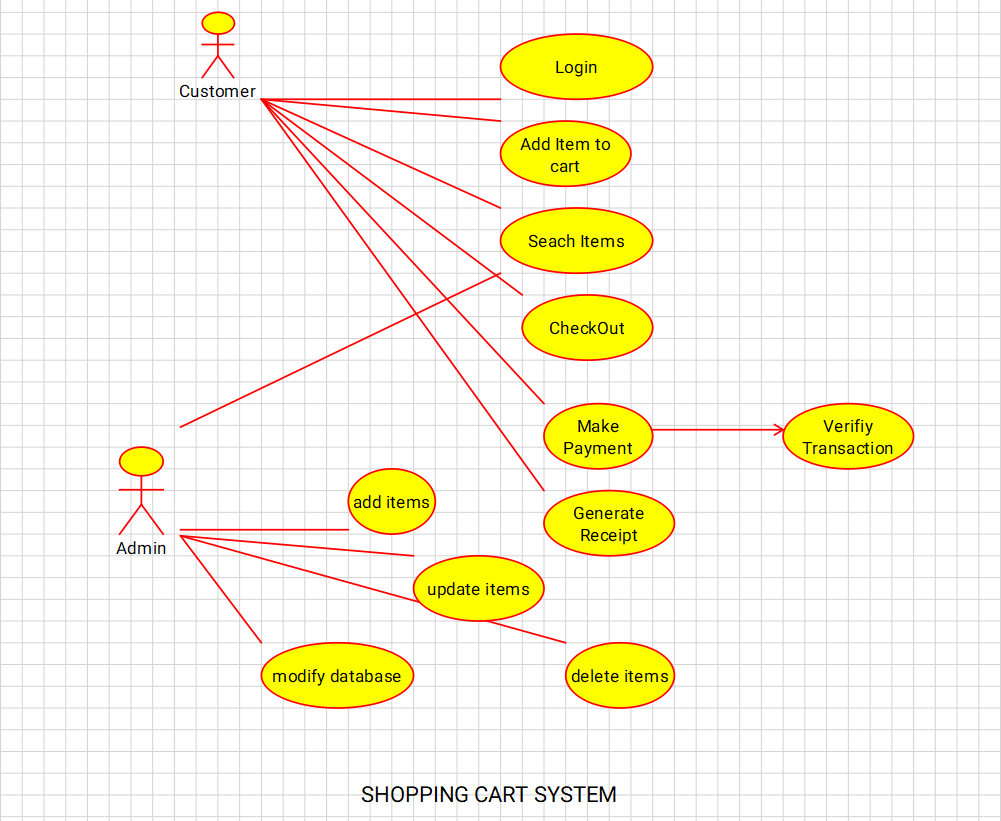 Customer
Login
Add Item to
cart
Seach Items
CheckOut
Make
Payment
Verifiy
Transaction
Generate
Receipt
Admin
add items
update items
modify database
delete items
SHOPPING CART SYSTEM